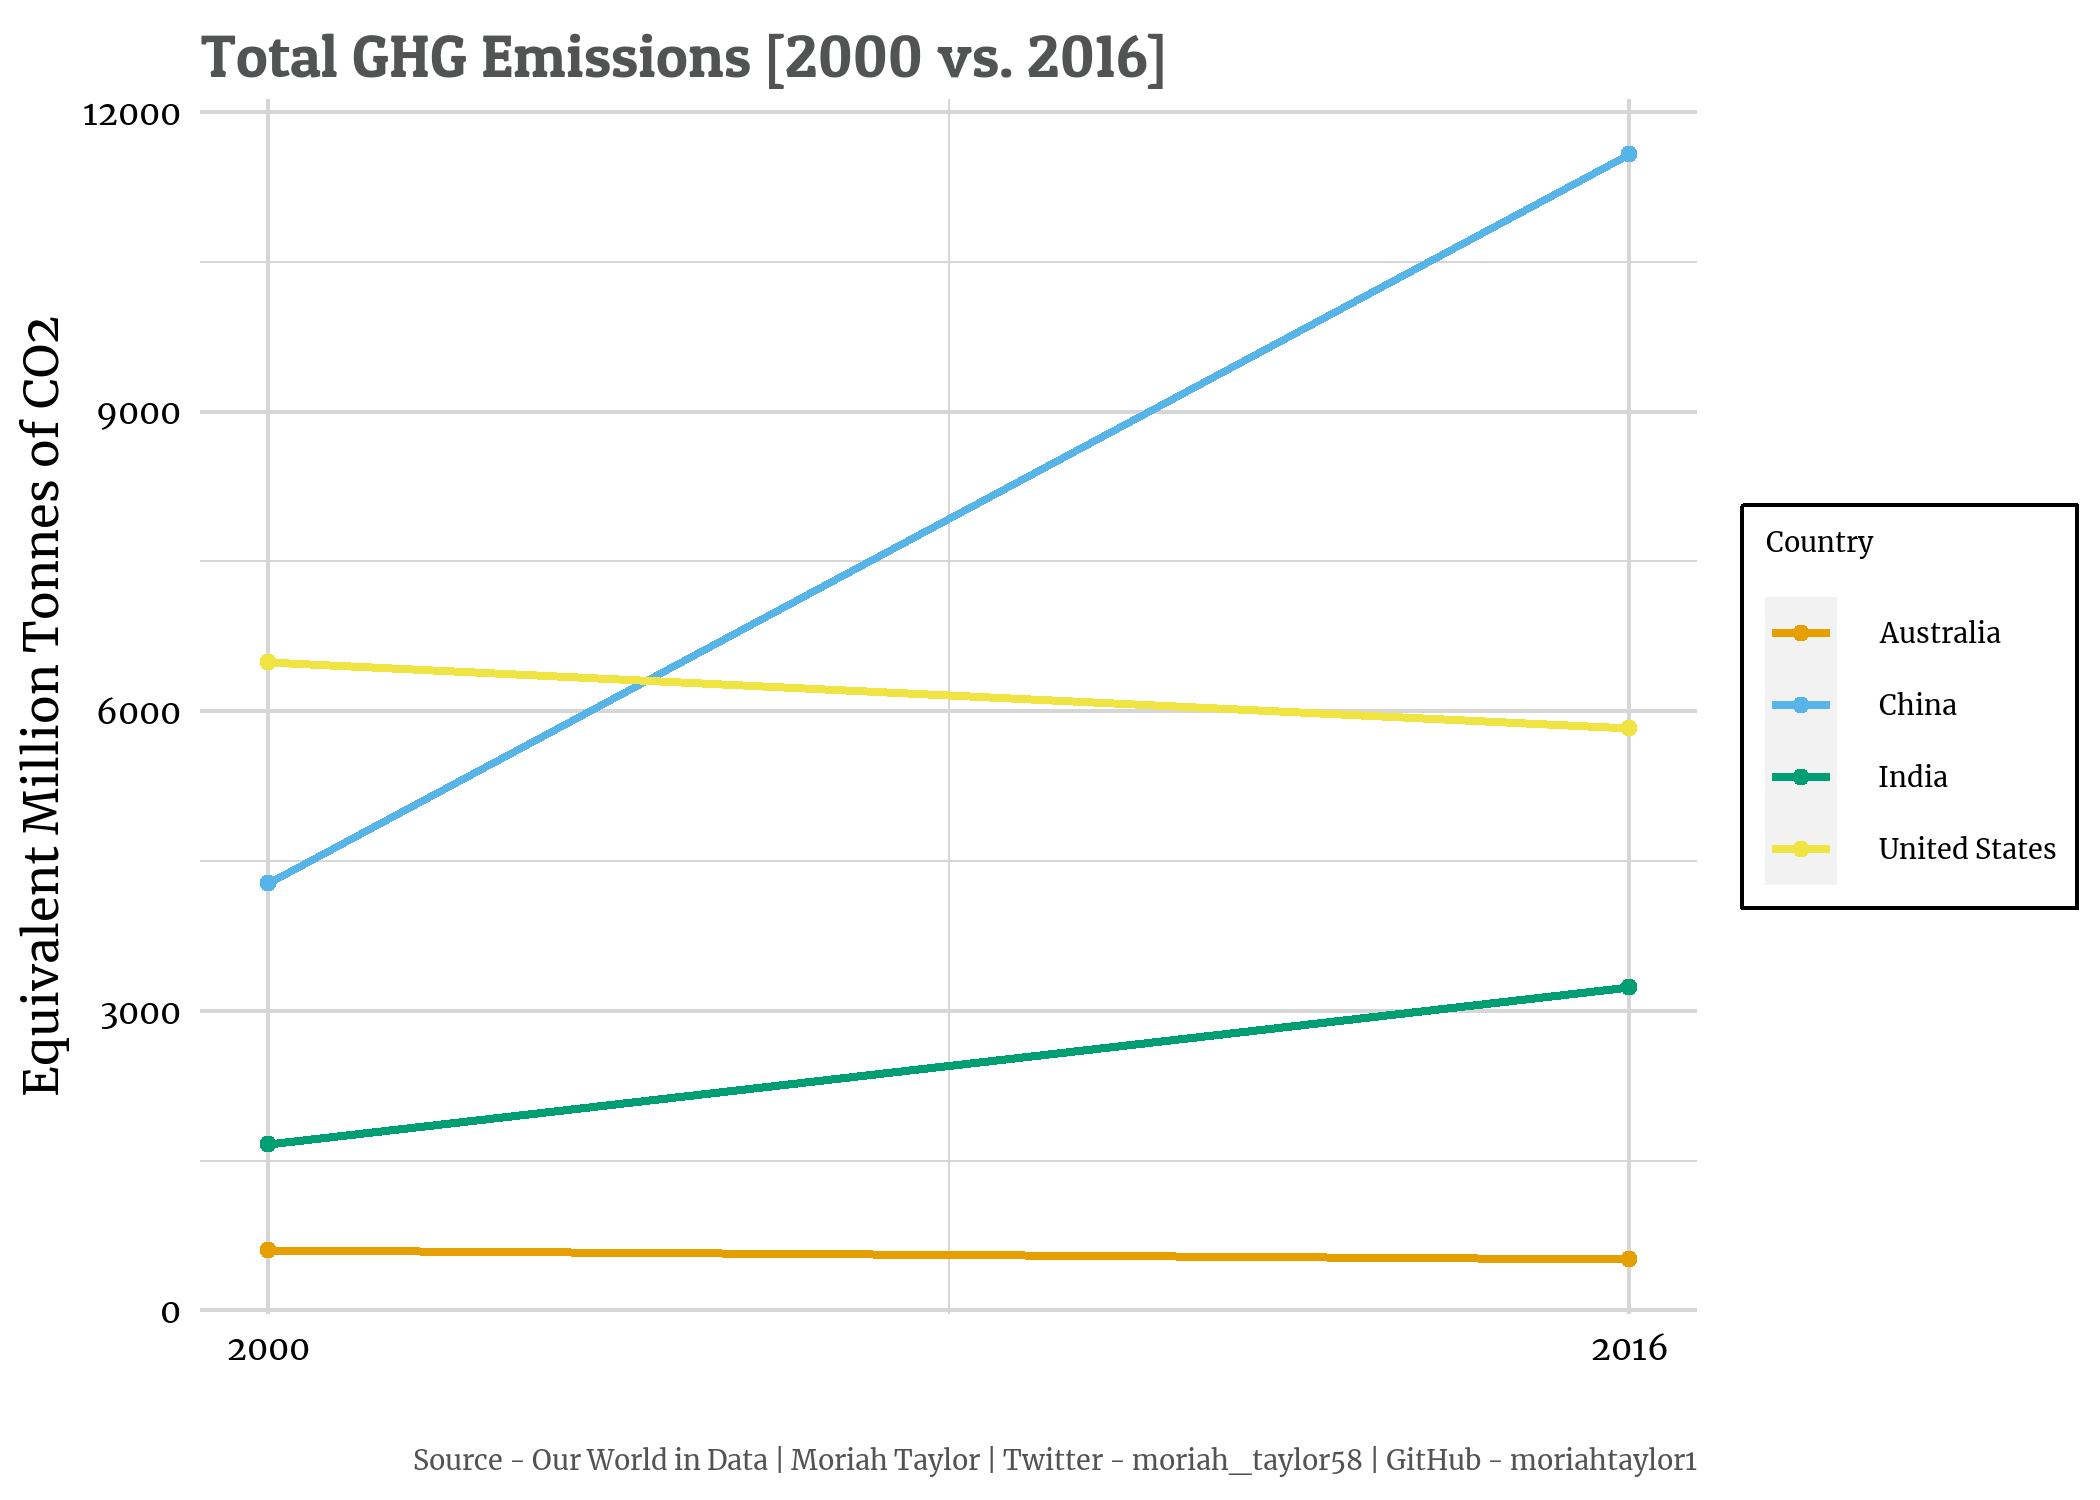 Total GHG Emissions [2000 vs. 2016]
Equivalent Million Tonnes of CO2
12000
9000
6000
3000
0
2000
2016
Country
Australia
China
India
United States
Source - Our World in Data | Moriah Taylor | Twitter - moriah_taylor58 | GitHub - moriahtaylor1